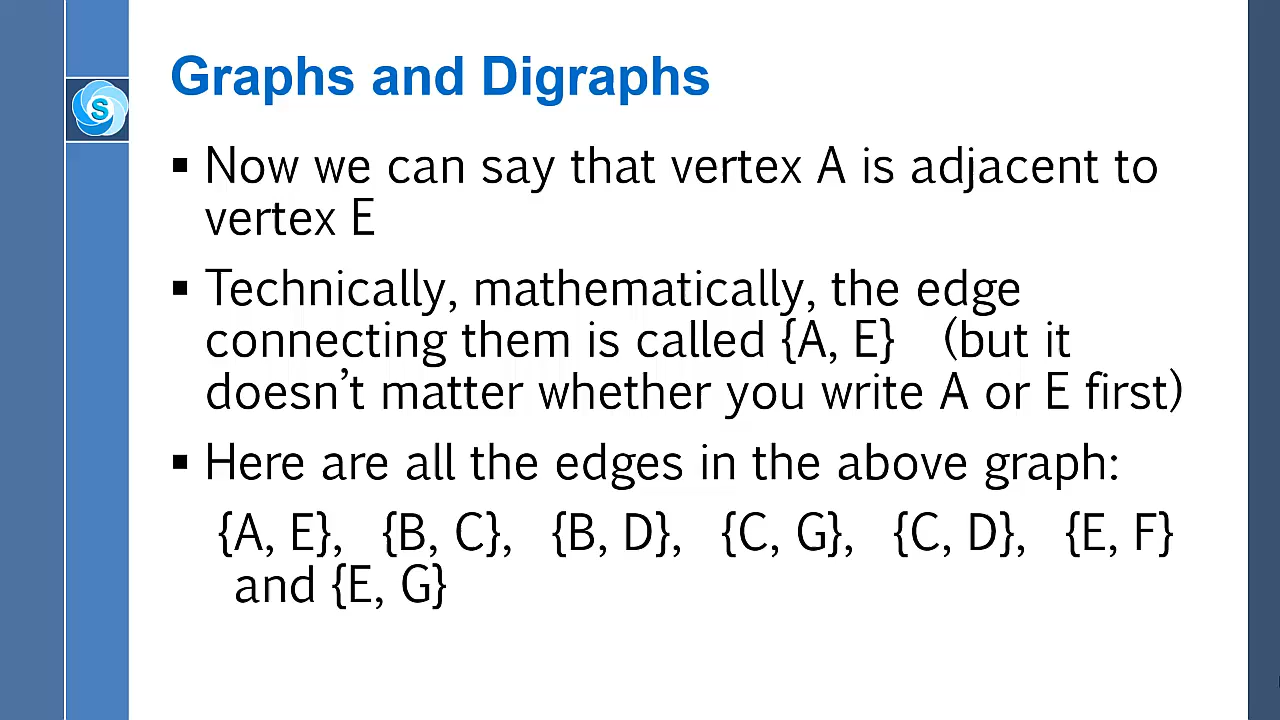 Graphs and Digraphs
S
▪ Now we can say that vertex A is adjacent to
vertex E
▪ Technically, mathematically, the edge
connecting them is called {A, E} (but it
doesn’t matter whether you write A or E first)
▪ Here are all the edges in the above graph:
{A, E}, {B, C}, {B, D}, {C, G}, {C, D}, {E, F}
and {E, G}